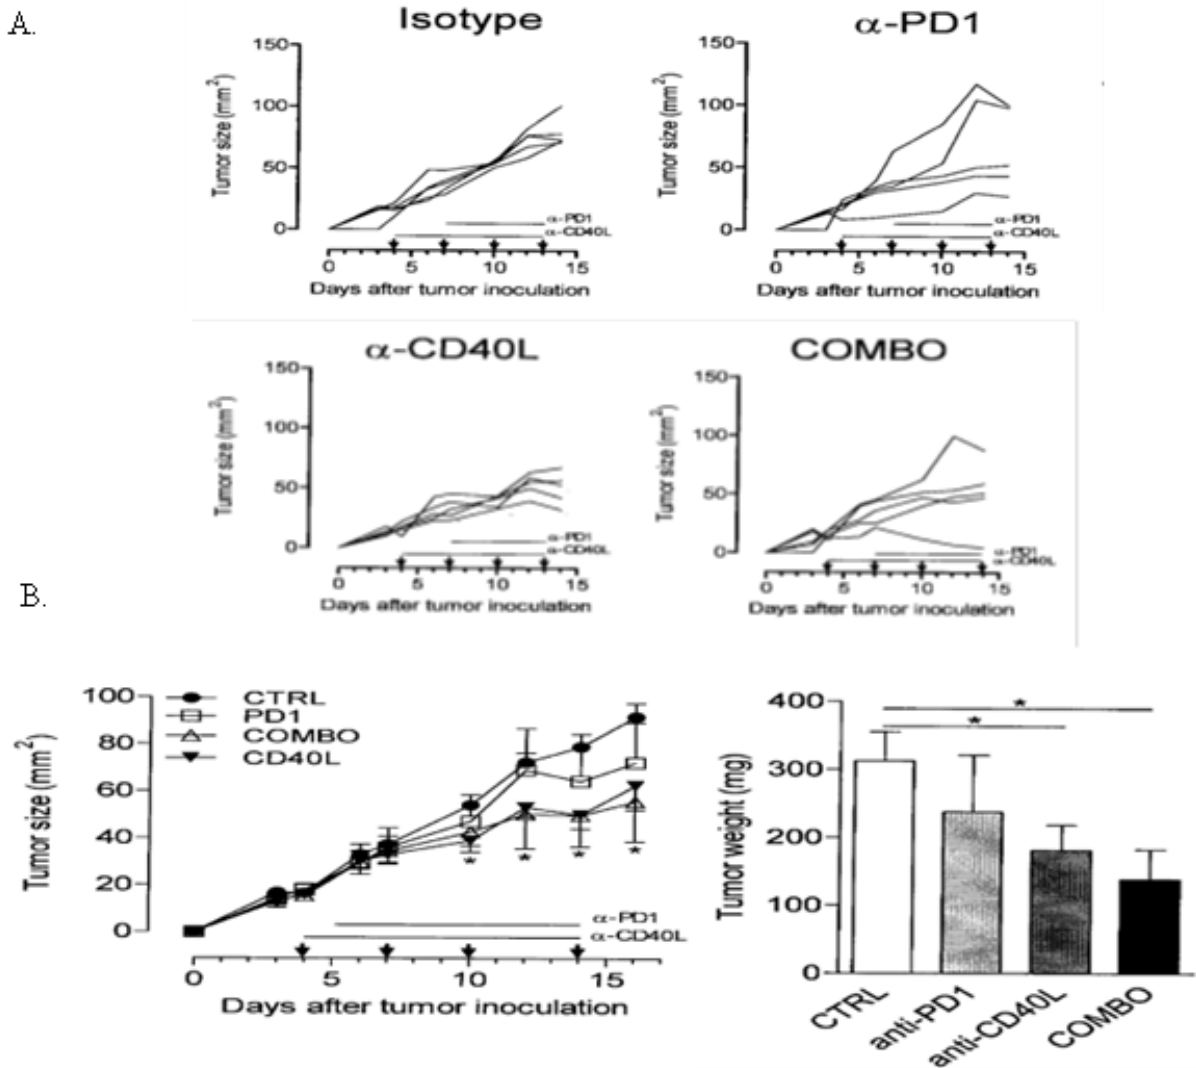 A.
Isotype
150
100
50
0
Tumor size (mm²)
α-PD1
α-CD40L
0 5 10 15
Days after tumor inoculation
α-PD1
150
100
50
0
Tumor size (mm²)
α-PD1
α-CD40L
0 5 10 15
Days after tumor inoculation
α-CD40L
150
100
50
0
Tumor size (mm²)
α-PD1
α-CD40L
0 5 10 15
Days after tumor inoculation
COMBO
150
100
50
0
Tumor size (mm²)
α-PD1
α-CD40L
0 5 10 15
Days after tumor inoculation
B.
100
80
60
40
20
0
Tumor size (mm²)
CTRL
PD1
COMBO
CD40L
* * * *
α-PD1
α-CD40L
0 5 10 15
Days after tumor inoculation
400
300
200
100
0
Tumor weight (mg)
*
*
CTRL
anti-PD1
anti-CD40L
COMBO